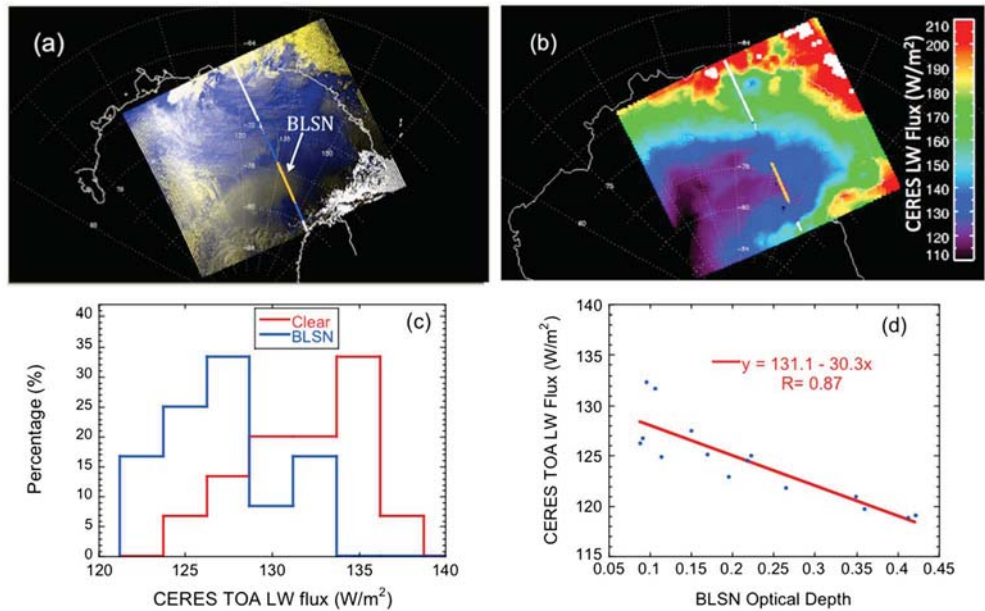 (a)
BLSN
(b)
CERES LW Flux (W/m²)
210
200
190
180
170
160
150
140
130
120
110
(c)
Clear
BLSN
Percentage (%)
40
35
30
25
20
15
10
5
0
120
125
130
135
140
CERES TOA LW flux (W/m²)
(d)
y = 131.1 - 30.3x
R= 0.87
CERES TOA LW Flux (W/m²)
140
135
130
125
120
115
0.05
0.1
0.15
0.2
0.25
0.3
0.35
0.4
0.45
BLSN Optical Depth